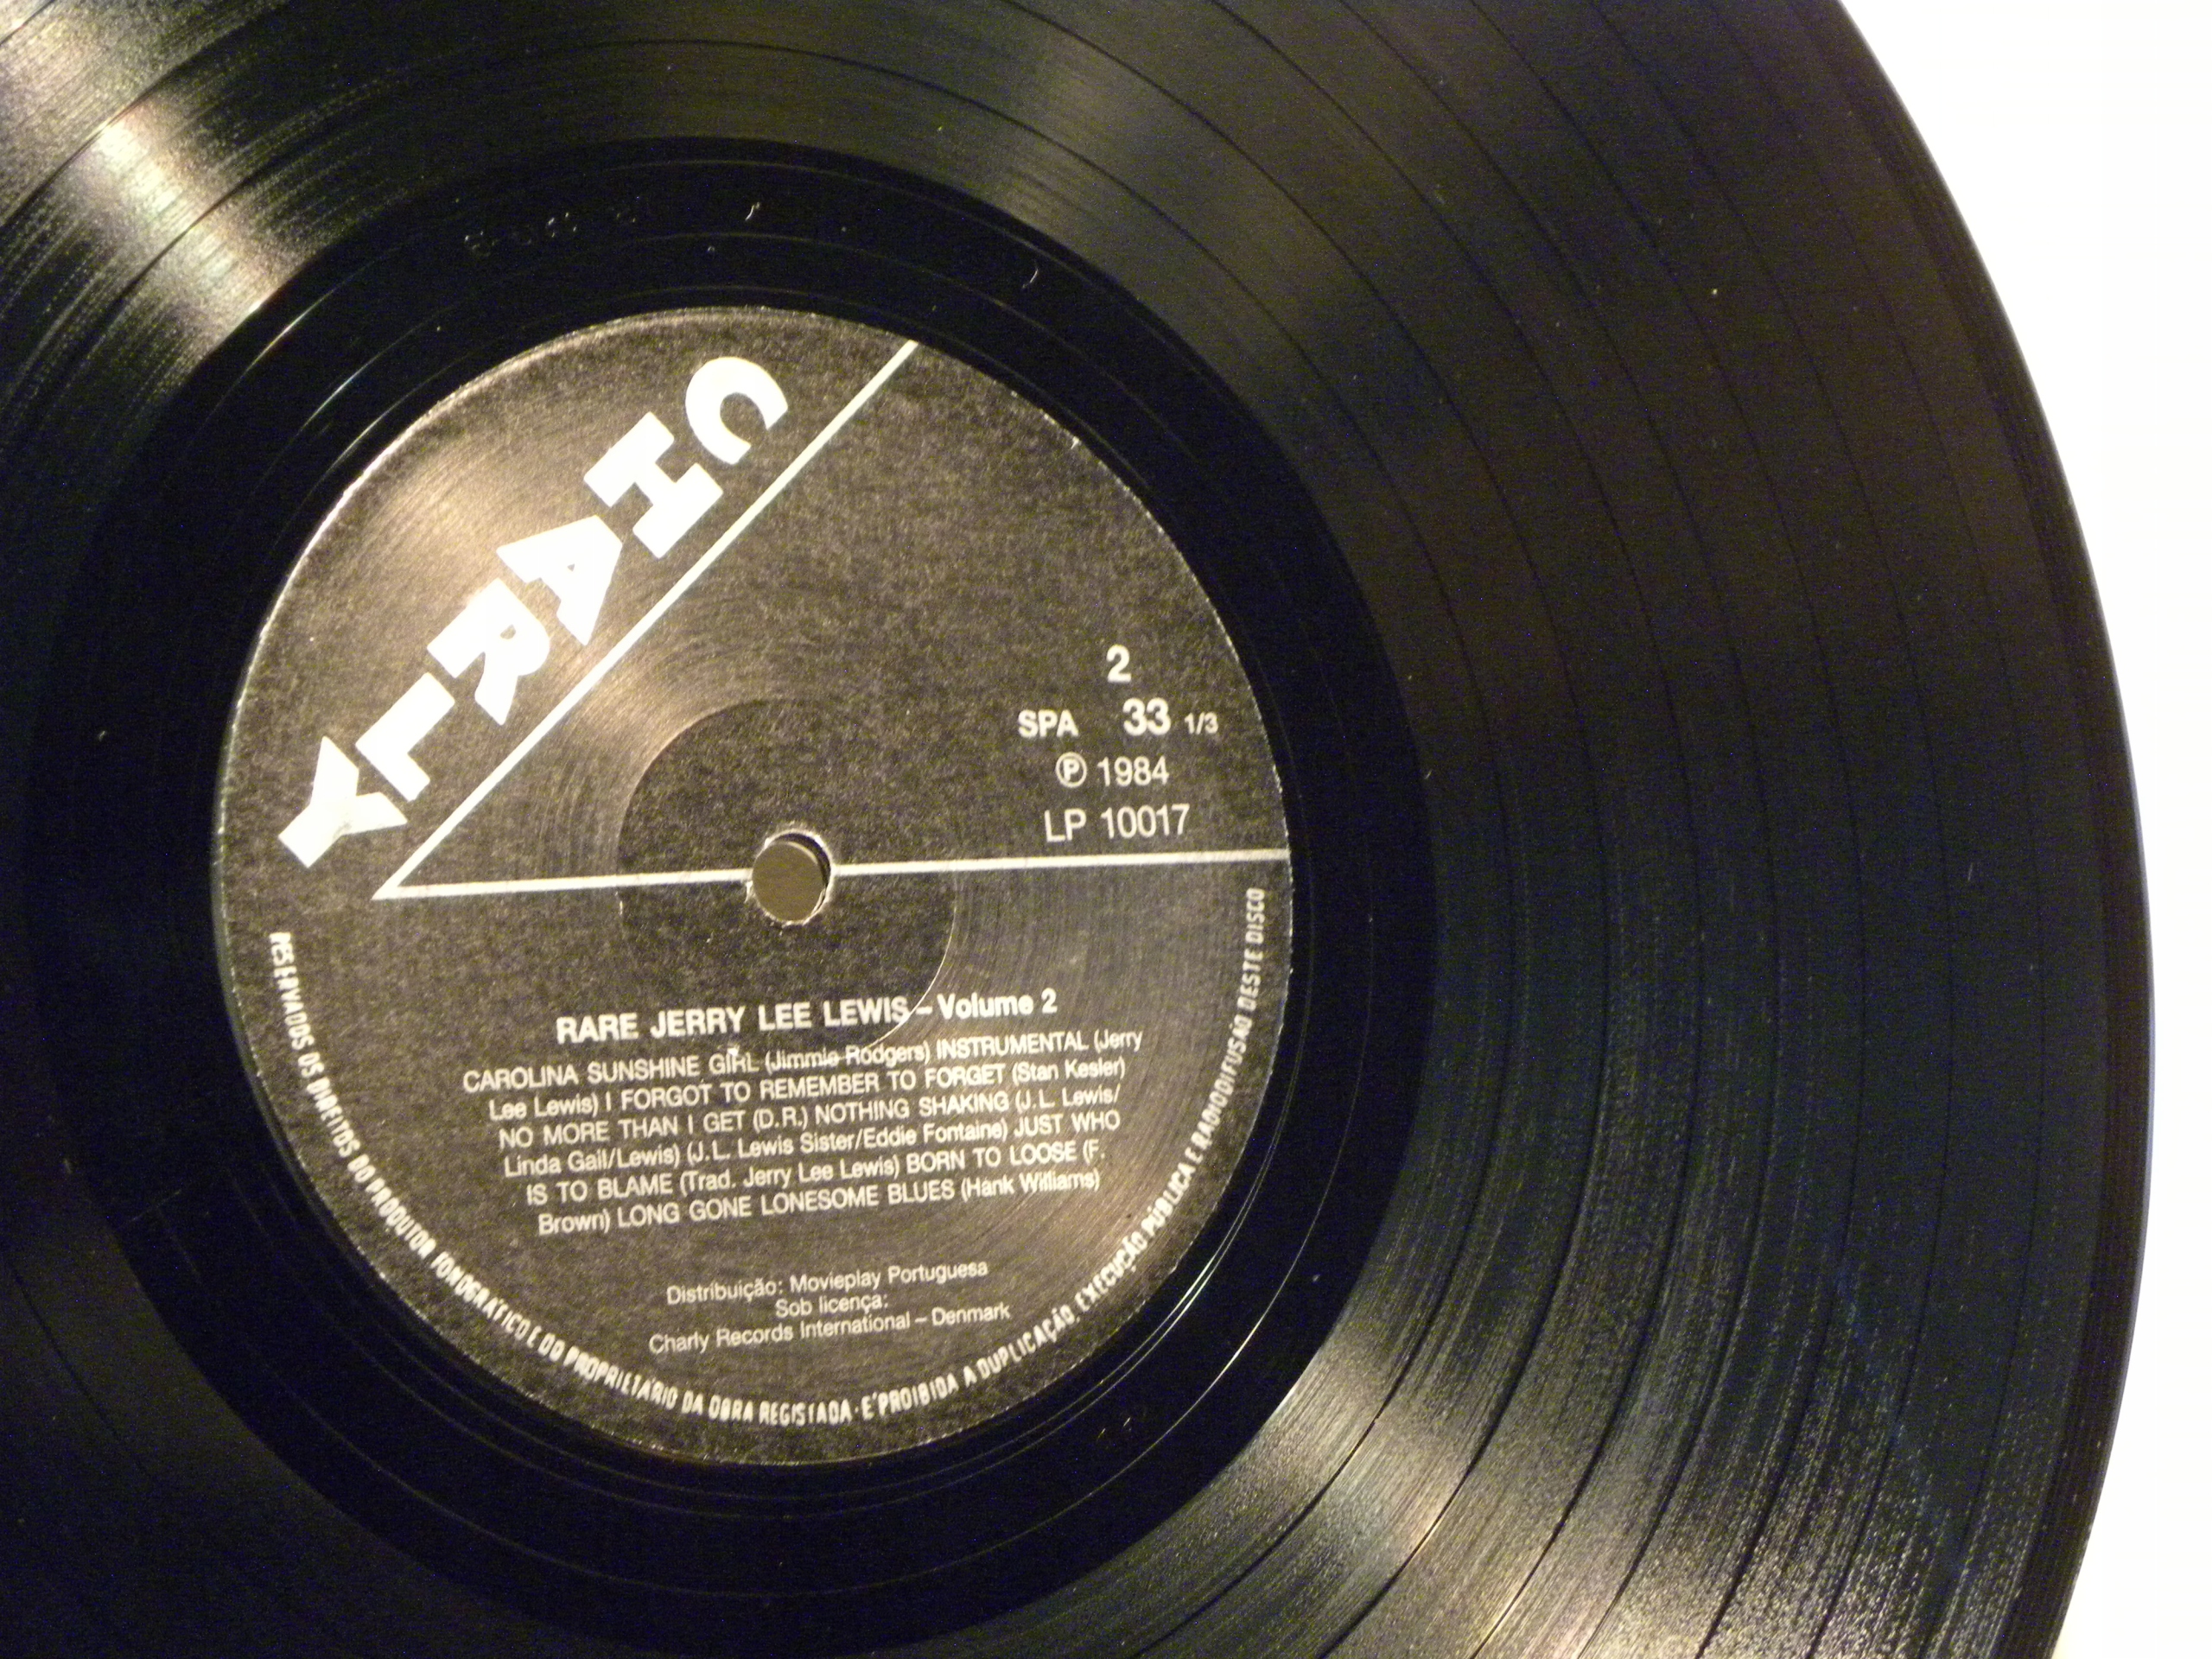 CHARLY
2
SPA 33 1/3
Ⓟ 1984
LP 10017
RARE JERRY LEE LEWIS – Volume 2
CAROLINA SUNSHINE GIRL (Jimmie Rodgers) INSTRUMENTAL (Jerry
Lee Lewis) I FORGOT TO REMEMBER TO FORGET (Stan Kesler)
NO MORE THAN I GET (D.R.) NOTHING SHAKING (J.L. Lewis/
Linda Gail/Lewis) (J.L. Lewis Sister/Eddie Fontaine) JUST WHO
IS TO BLAME (Trad. Jerry Lee Lewis) BORN TO LOOSE (F.
Brown) LONG GONE LONESOME BLUES (Hank Williams)
Distribuição: Movieplay Portuguesa
Sob licença:
Charly Records International – Denmark
RESERVADOS OS DIREITOS DO PRODUTOR FONOGRÁFICO E DO PROPRIETÁRIO DA OBRA REGISTADA · E' PROIBIDA A DUPLICAÇÃO, EXECUÇÃO PÚBLICA E RADIODIFUSÃO DESTE DISCO